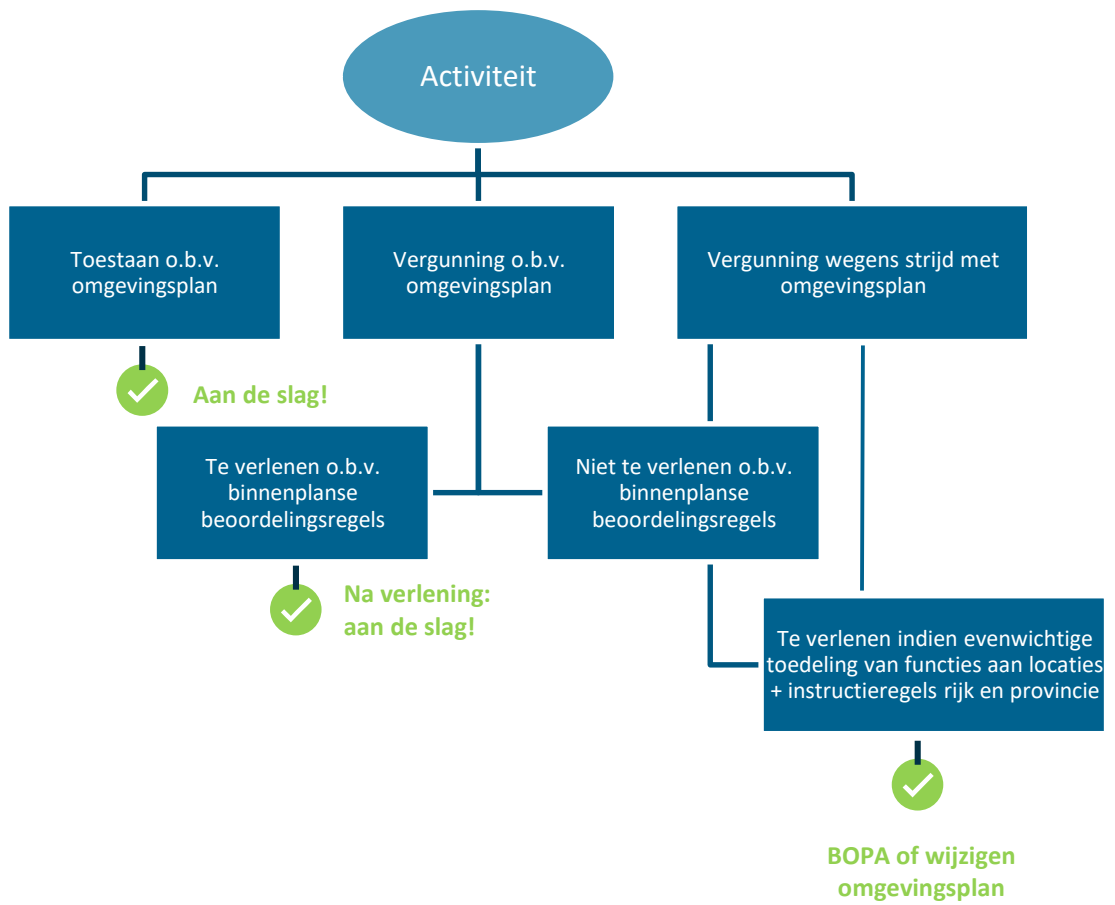 Activiteit
Toestaan o.b.v.
omgevingsplan
Vergunning o.b.v.
omgevingsplan
Vergunning wegens strijd met
omgevingsplan
Aan de slag!
Te verlenen o.b.v.
binnenplanse
beoordelingsregels
Niet te verlenen o.b.v.
binnenplanse
beoordelingsregels
Na verlening:
aan de slag!
Te verlenen indien evenwichtige
toedeling van functies aan locaties
+ instructieregels rijk en provincie
BOPA of wijzigen
omgevingsplan